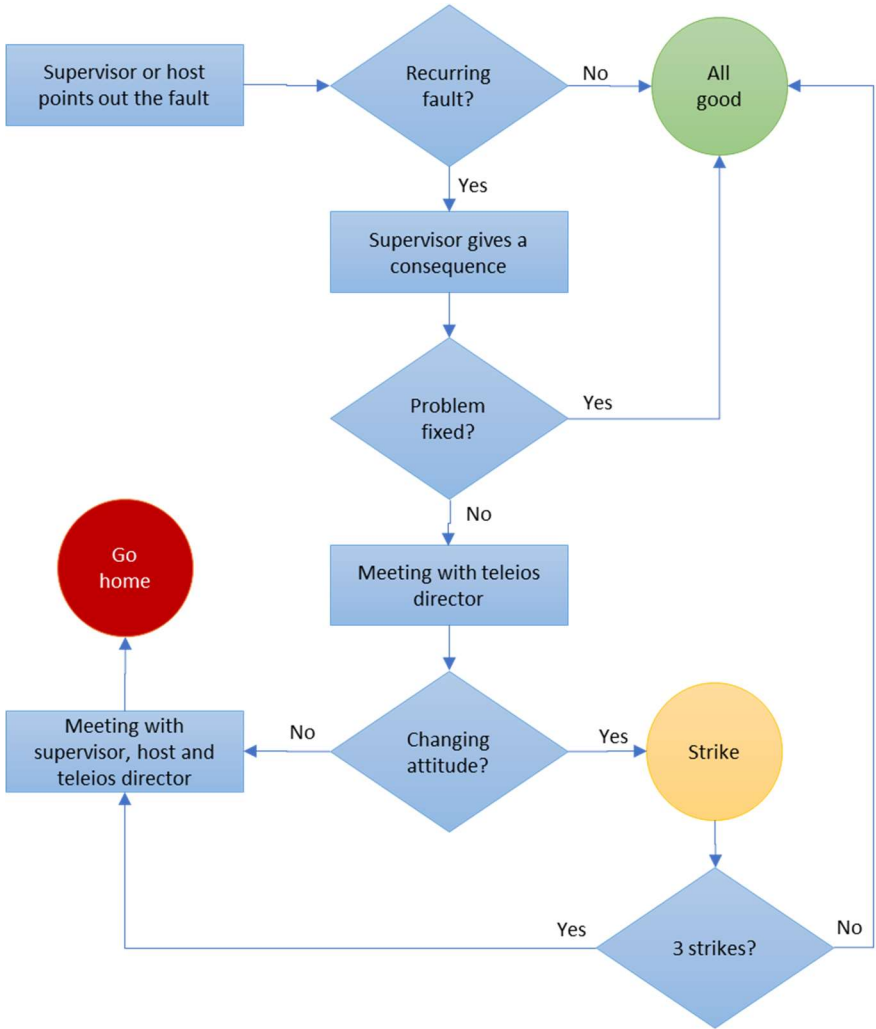 Supervisor or host
points out the fault
Recurring
fault?
No
All
good
Yes
Supervisor gives a
consequence
Problem
fixed?
Yes
No
Go
home
Meeting with teleios
director
Meeting with
supervisor, host and
teleios director
No
Changing
attitude?
Yes
Strike
Yes
3 strikes?
No